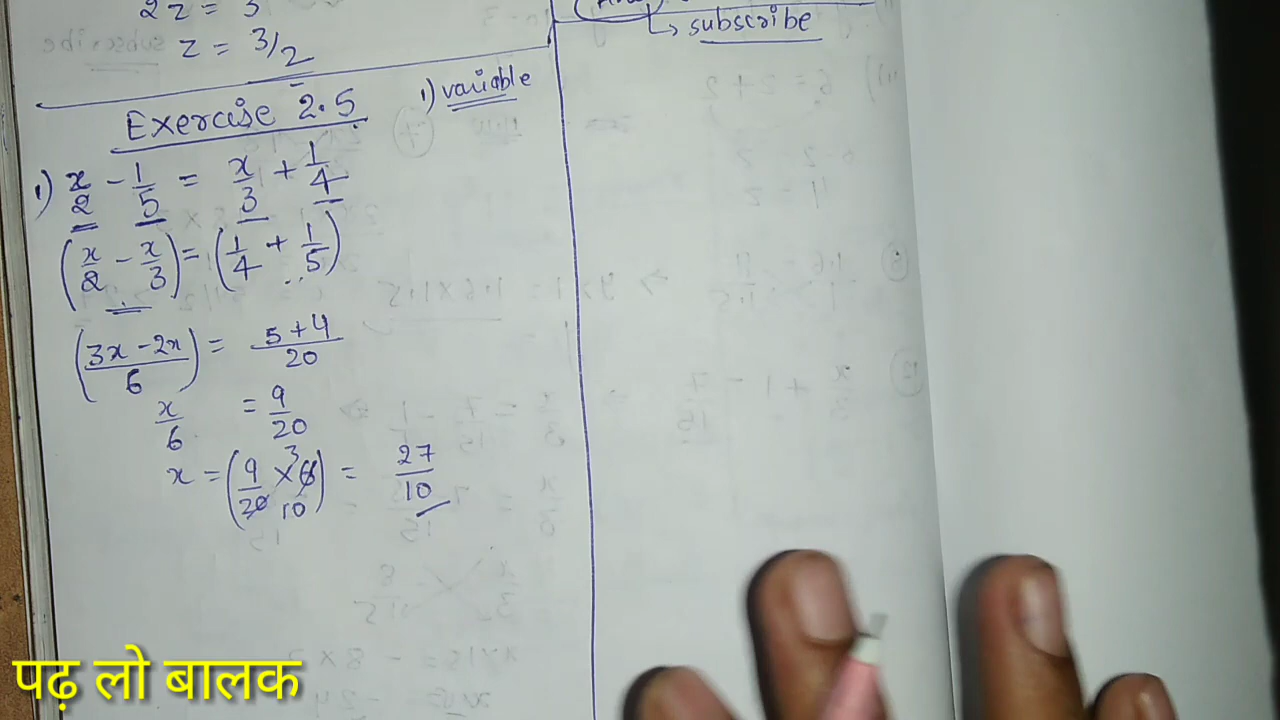 2z = 3
z = 3/2
Exercise 2.5
1) variable
1) x/2 - 1/5 = x/3 + 1/4
(x/2 - x/3) = (1/4 + 1/5)
(3x - 2x/6) = 5+4/20
x/6 = 9/20
x = (9/20 × 6) 3 10 = 27/10
↳ subscribe
पढ़ लो बालक